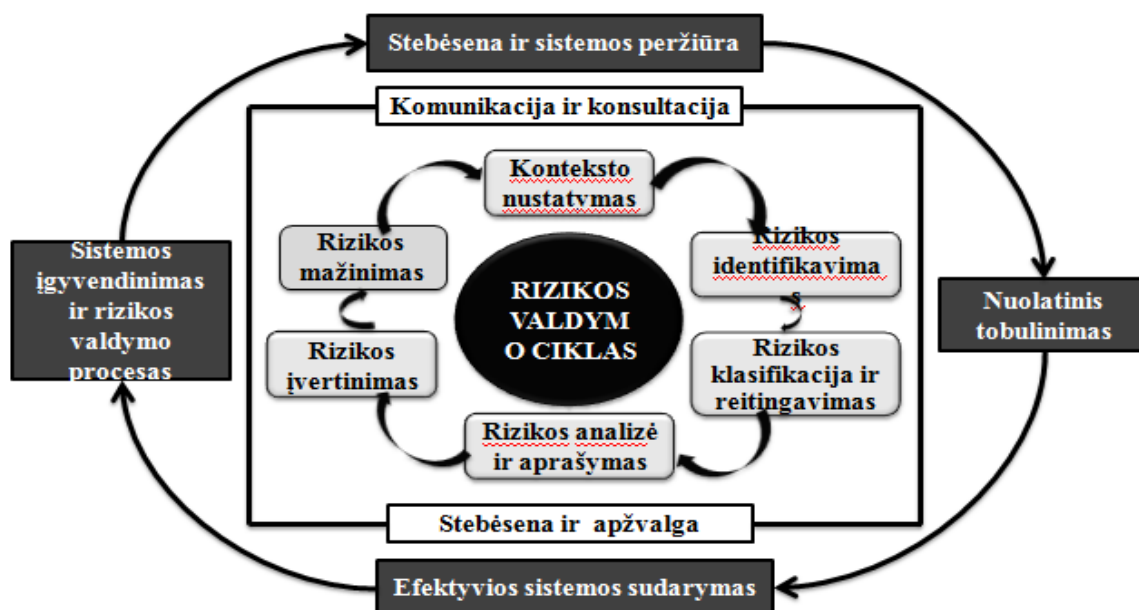 Stebėsena ir sistemos peržiūra
Komunikacija ir konsultacija
Konteksto
nustatymas
Rizikos
identifikavima
s
Rizikos
klasifikacija ir
reitingavimas
Rizikos analizė
ir aprašymas
Rizikos
įvertinimas
Rizikos
mažinimas
RIZIKOS
VALDYM
O CIKLAS
Sistemos
įgyvendinimas
ir rizikos
valdymo
procesas
Nuolatinis
tobulinimas
Stebėsena ir apžvalga
Efektyvios sistemos sudarymas